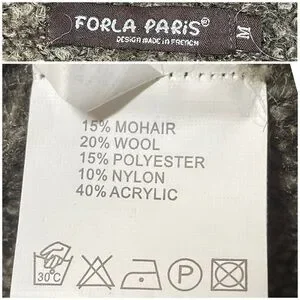 FORLA PARIS®
DESIGN MADE IN FRENCH
M
15% MOHAIR
20% WOOL
15% POLYESTER
10% NYLON
40% ACRYLIC
30°C
P